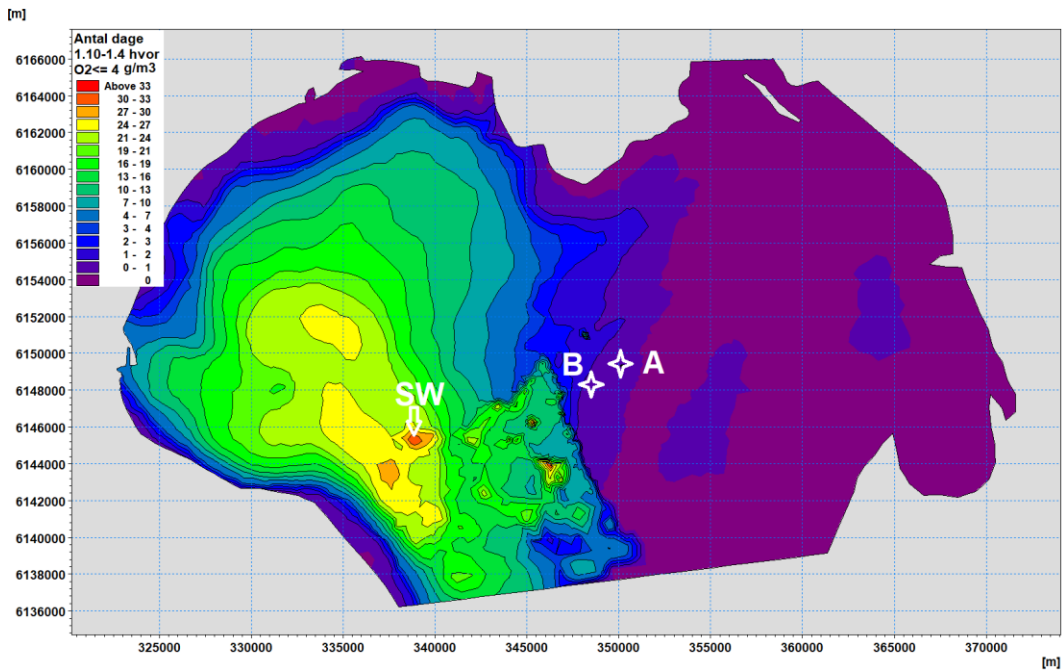 [m]
Antal dage
1.10-1.4 hvor
O2<= 4 g/m3
Above 33
30 - 33
27 - 30
24 - 27
21 - 24
19 - 21
16 - 19
13 - 16
10 - 13
7 - 10
4 - 7
3 - 4
2 - 3
1 - 2
0 - 1
0
6166000
6164000
6162000
6160000
6158000
6156000
6154000
6152000
6150000
6148000
6146000
6144000
6142000
6140000
6138000
6136000
B A
SW
325000 330000 335000 340000 345000 350000 355000 360000 365000 370000
[m]